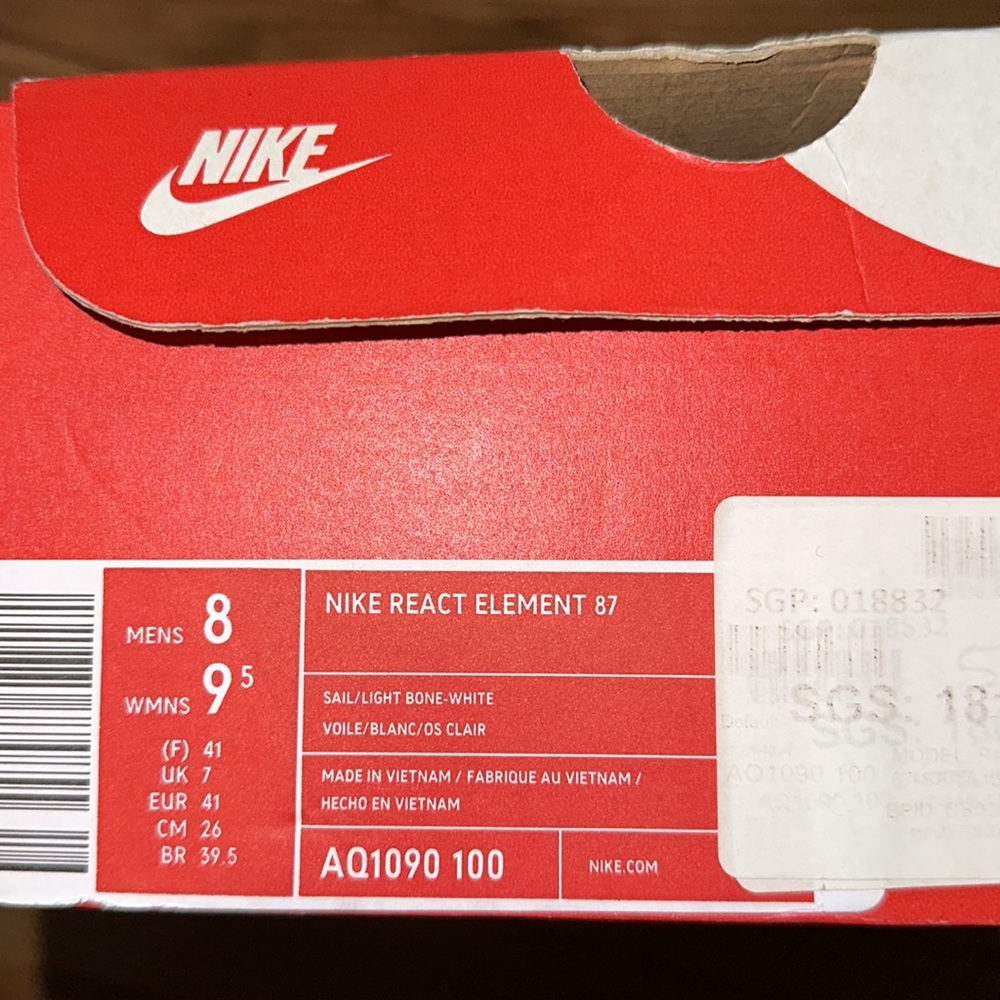 NIKE
MENS 8
WMNS 9 5
(F) 41
UK 7
EUR 41
CM 26
BR 39.5
NIKE REACT ELEMENT 87
SAIL/LIGHT BONE-WHITE
VOILE/BLANC/OS CLAIR
MADE IN VIETNAM / FABRIQUE AU VIETNAM /
HECHO EN VIETNAM
AQ1090 100
NIKE.COM
SGP: 018832
SGS: 18
AQ1090 100